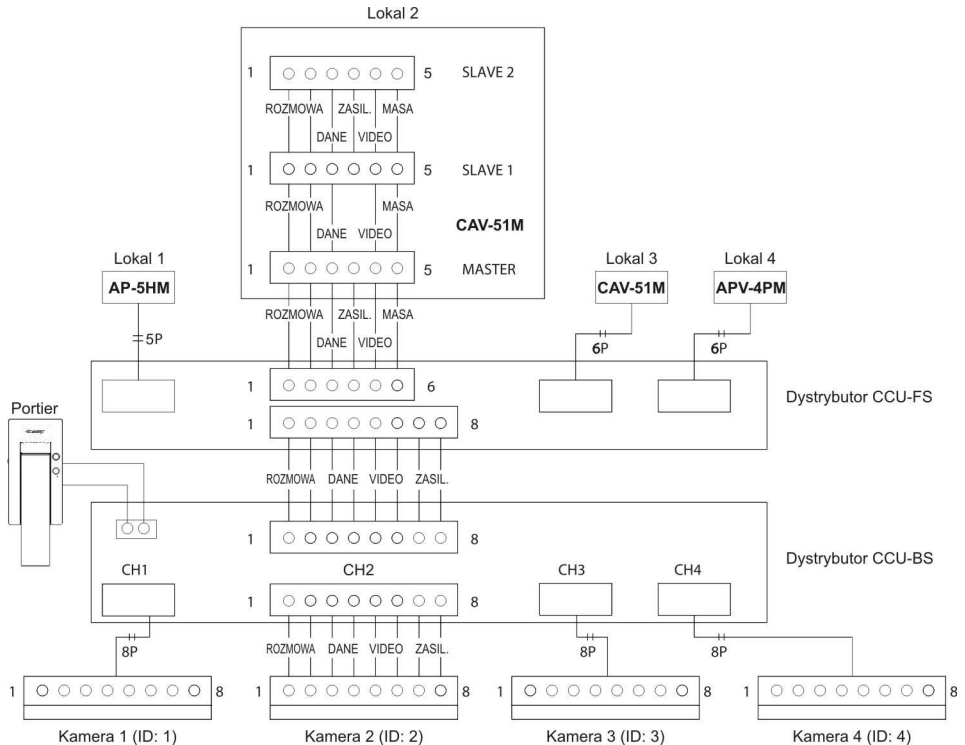 Lokal 2
1 5 SLAVE 2
ROZMOWA ZASIL. MASA
DANE VIDEO
1 5 SLAVE 1
ROZMOWA MASA
DANE VIDEO
CAV-51M
1 5 MASTER
Lokal 1
AP-5HM
Lokal 3
CAV-51M
Lokal 4
APV-4PM
ROZMOWA ZASIL. MASA
DANE VIDEO
5P
6P
6P
1 6
1 8
Dystrybutor CCU-FS
Portier
ROZMOWA DANE VIDEO ZASIL.
1 8
Dystrybutor CCU-BS
CH1 CH2 CH3 CH4
1 8
8P
ROZMOWA DANE VIDEO ZASIL.
8P
8P
1 8
1 8
1 8
1 8
Kamera 1 (ID: 1)
Kamera 2 (ID: 2)
Kamera 3 (ID: 3)
Kamera 4 (ID: 4)